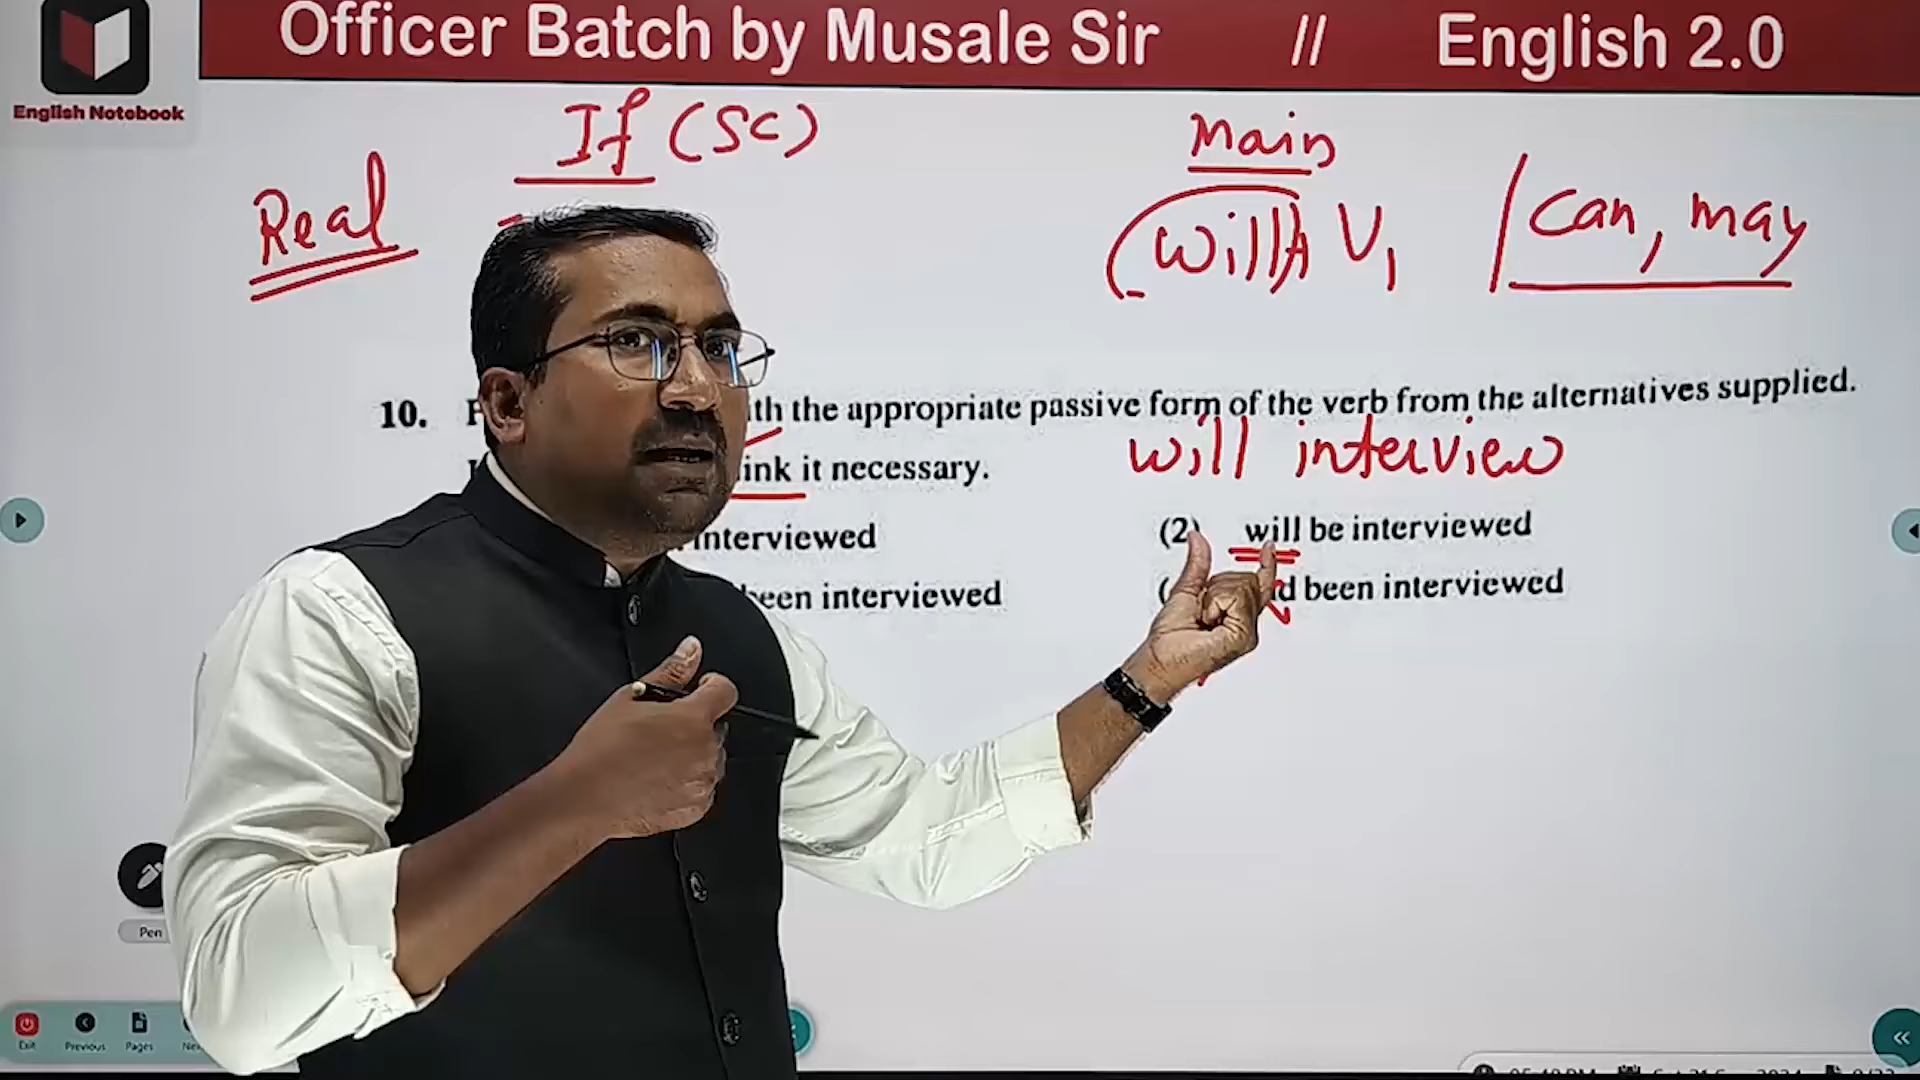 Officer Batch by Musale Sir // English 2.0
English Notebook
If (SC)
Main
Real
will V1 / can, may
10. the appropriate passive form of the verb from the alternatives supplied.
will interview
it necessary.
interviewed
(2) will be interviewed
been interviewed
been interviewed
Pen
Exit
Previous
Pages